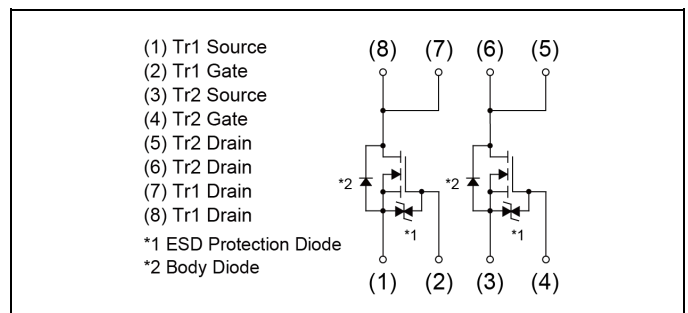 (1) Tr1 Source
(2) Tr1 Gate
(3) Tr2 Source
(4) Tr2 Gate
(5) Tr2 Drain
(6) Tr2 Drain
(7) Tr1 Drain
(8) Tr1 Drain
*1 ESD Protection Diode
*2 Body Diode
(8) (7) (6) (5)
*2 *2
*1 *1
(1) (2) (3) (4)